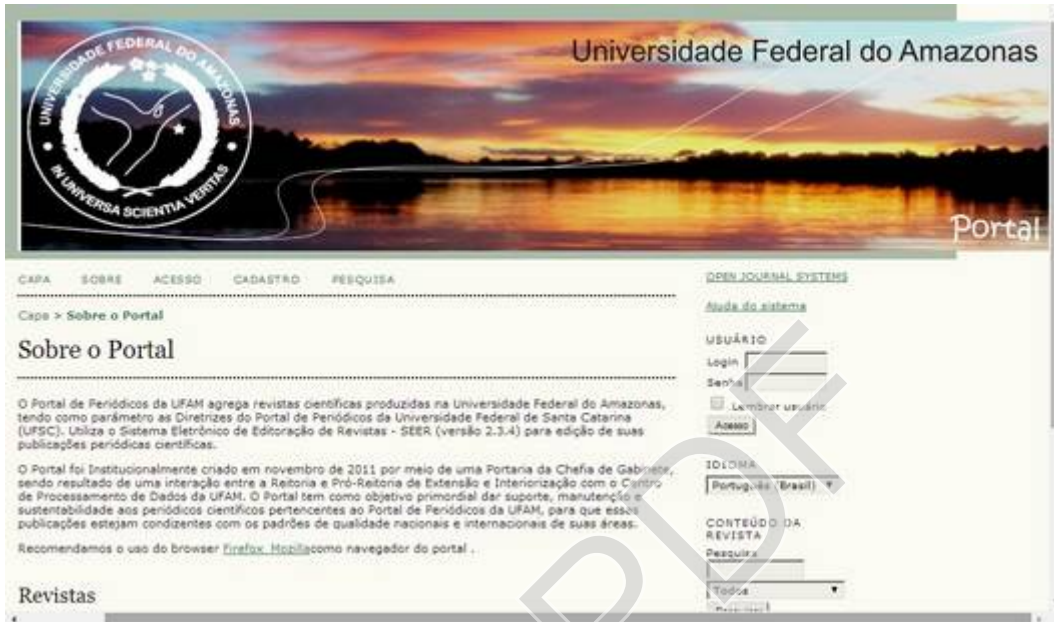 Universidade Federal do Amazonas
UNIVERSIDADE FEDERAL DO AMAZONAS
IN UNIVERSA SCIENTIA VERITAS
Portal
CAPA SOBRE ACESSO CADASTRO PESQUISA
Capa > Sobre o Portal
Sobre o Portal
O Portal de Periódicos da UFAM agrega revistas científicas produzidas na Universidade Federal do Amazonas,
tendo como parâmetro as Diretrizes do Portal de Periódicos da Universidade Federal de Santa Catarina
(UFSC). Utiliza o Sistema Eletrônico de Editoração de Revistas - SEER (versão 2.3.4) para edição de suas
publicações periódicas científicas.
O Portal foi Institucionalmente criado em novembro de 2011 por meio de uma Portaria da Chefia de Gabinete,
sendo resultado de uma interação entre a Reitoria e Pró-Reitoria de Extensão e Interiorização com o Centro
de Processamento de Dados da UFAM. O Portal tem como objetivo primordial dar suporte, manutenção e
sustentabilidade aos periódicos científicos pertencentes ao Portal de Periódicos da UFAM, para que esses
publicações estejam condizentes com os padrões de qualidade nacionais e internacionais de suas áreas.
Recomendamos o uso do browser Firefox Mozillacomo navegador do portal .
Revistas
OPEN JOURNAL SYSTEMS
Ajuda do sistema
USUÁRIO
Login
Senha
Lembrar usuário
Acesso
IDIOMA
Português (Brasil)
CONTEÚDO DA
REVISTA
Pesquisa
Todos
PDF